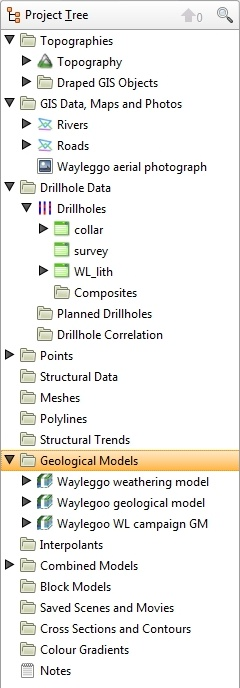 Project Tree
0
Topographies
Topography
Draped GIS Objects
GIS Data, Maps and Photos
Rivers
Roads
Wayleggo aerial photograph
Drillhole Data
Drillholes
collar
survey
WL_lith
Composites
Planned Drillholes
Drillhole Correlation
Points
Structural Data
Meshes
Polylines
Structural Trends
Geological Models
Wayleggo weathering model
Waylegoo geological model
Waylegoo WL campaign GM
Interpolants
Combined Models
Block Models
Saved Scenes and Movies
Cross Sections and Contours
Colour Gradients
Notes